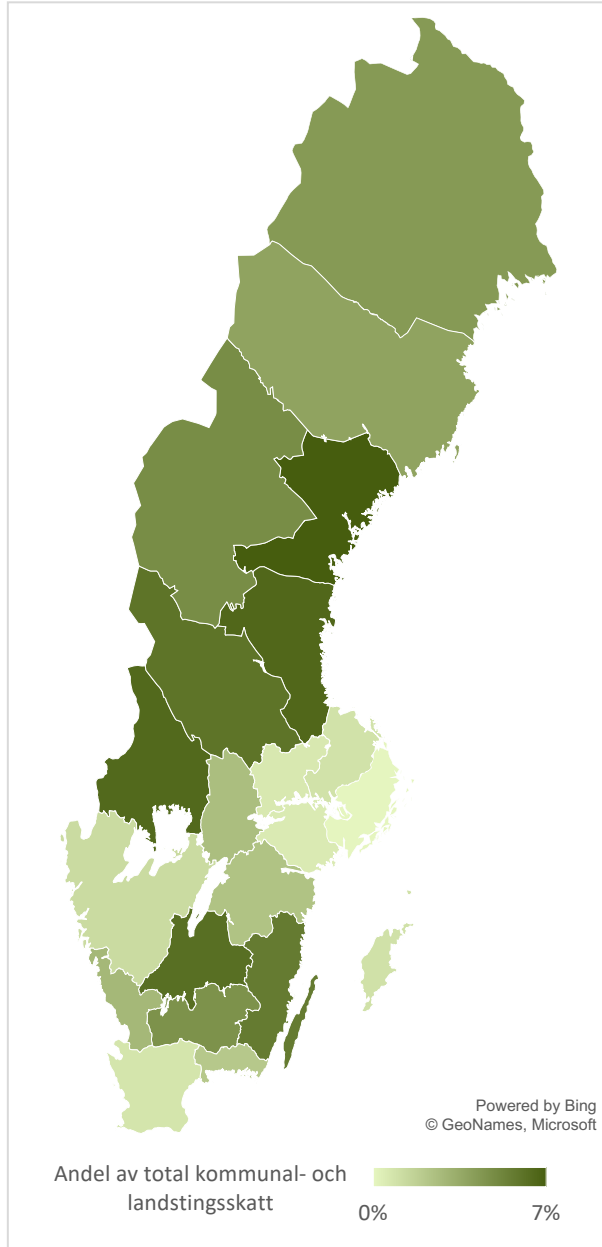 Powered by Bing
© GeoNames, Microsoft
Andel av total kommunal- och
landstingsskatt
0%
7%